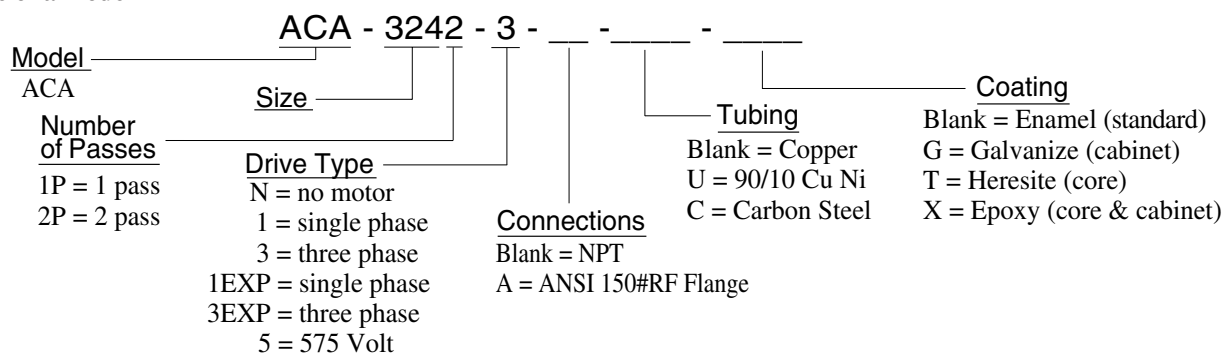 ACA - 3242 - 3 - __ -____ - ____
Model
ACA
Size
Number
of Passes
1P = 1 pass
2P = 2 pass
Drive Type
N = no motor
1 = single phase
3 = three phase
1EXP = single phase
3EXP = three phase
5 = 575 Volt
Connections
Blank = NPT
A = ANSI 150#RF Flange
Tubing
Blank = Copper
U = 90/10 Cu Ni
C = Carbon Steel
Coating
Blank = Enamel (standard)
G = Galvanize (cabinet)
T = Heresite (core)
X = Epoxy (core & cabinet)